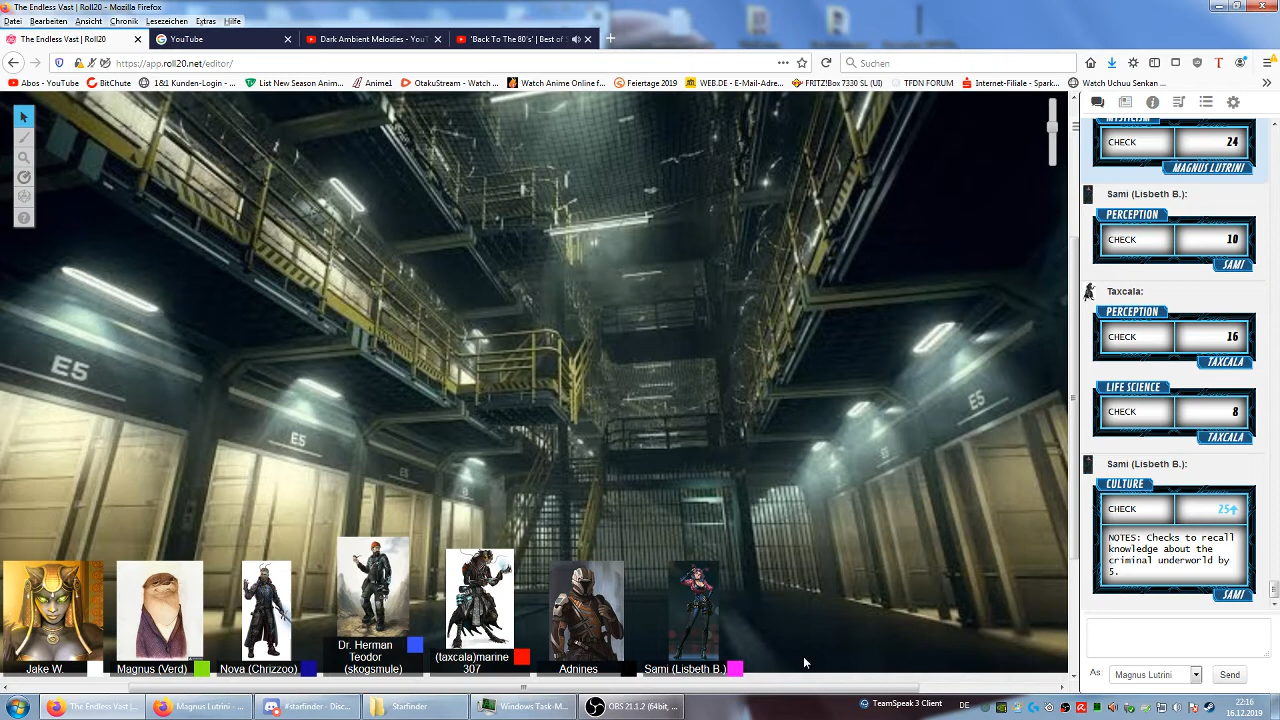 The Endless Vast | Roll20 - Mozilla Firefox
Datei Bearbeiten Ansicht Chronik Lesezeichen Extras Hilfe
The Endless Vast | Roll20
YouTube
Dark Ambient Melodies - YouT
'Back To The 80's' | Best of S
https://app.roll20.net/editor/
Suchen
Abos - YouTube
BitChute
1&1 Kunden-Login - ...
List New Season Anim...
Anime1
OtakuStream - Watch ...
Watch Anime Online f...
Feiertage 2019
WEB.DE - E-Mail-Adre...
FRITZ!Box 7330 SL (UI)
TFDN FORUM
Internet-Filiale - Spark...
Watch Uchuu Senkan ...
E5
E5
E5
MYSTICISM
CHECK 24
MAGNUS LUTRINI
Sami (Lisbeth B.):
PERCEPTION
CHECK 10
SAMI
Taxcala:
PERCEPTION
CHECK 16
TAXCALA
LIFE SCIENCE
CHECK 8
TAXCALA
Sami (Lisbeth B.):
CULTURE
CHECK 25
NOTES: Checks to recall
knowledge about the
criminal underworld by
5.
SAMI
Jake W.
Magnus (Verd)
Nova (Chrizzoo)
Dr. Herman
Teodor
(skogsmule)
(taxcala)marine
307
Adnines
Sami (Lisbeth B.)
As: Magnus Lutrini Send
The Endless Vast | ...
Magnus Lutrini - ...
#starfinder - Disc...
Starfinder
Windows Task-M...
OBS 21.1.2 (64bit, ...
TeamSpeak 3 Client
DE
22:16
16.12.2019